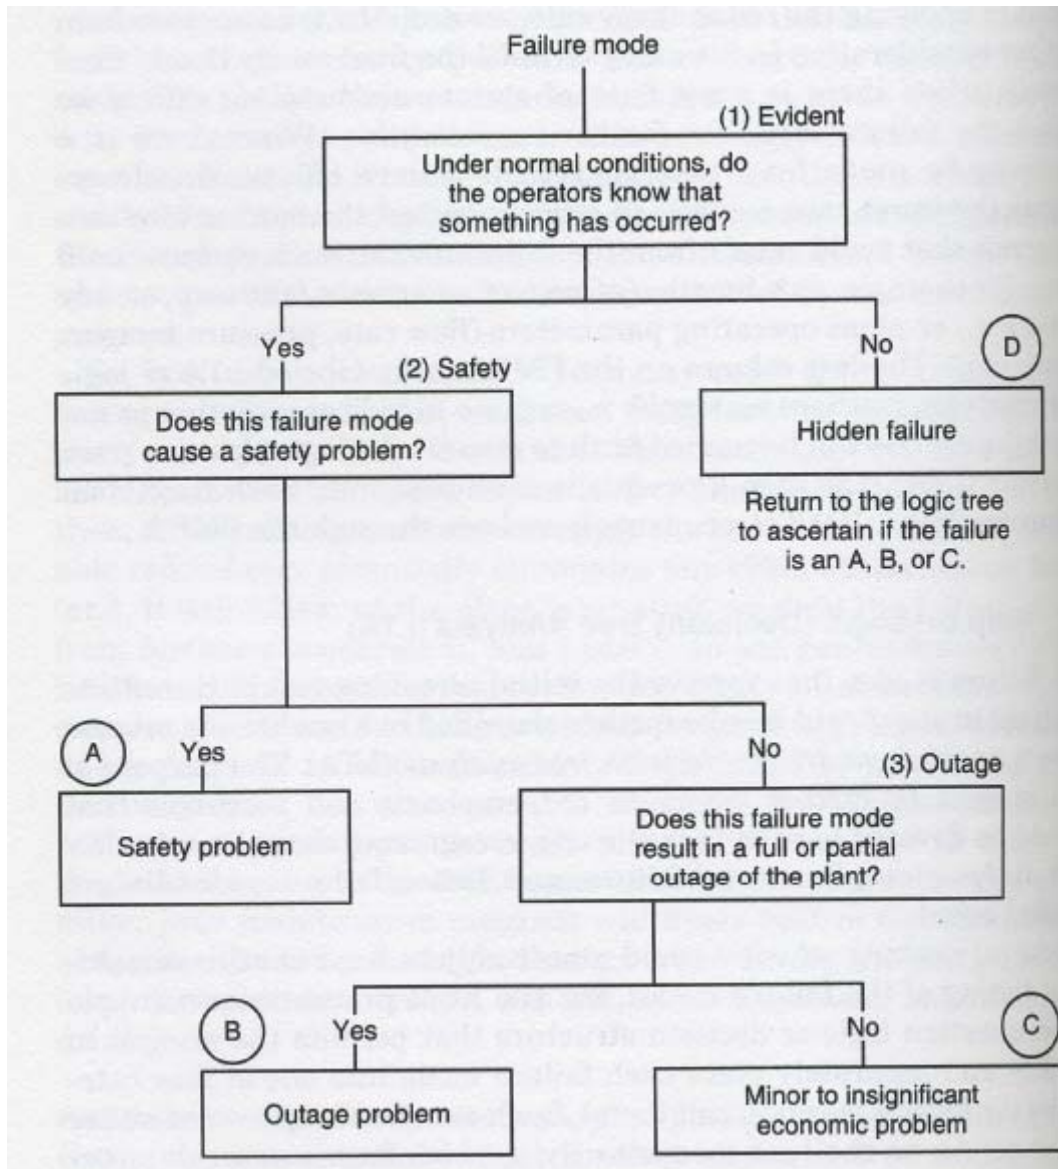 Failure mode
(1) Evident
Under normal conditions, do
the operators know that
something has occurred?
Yes
No
D
(2) Safety
Does this failure mode
cause a safety problem?
Hidden failure
Return to the logic tree
to ascertain if the failure
is an A, B, or C.
A
Yes
No
(3) Outage
Safety problem
Does this failure mode
result in a full or partial
outage of the plant?
B
Yes
No
C
Outage problem
Minor to insignificant
economic problem